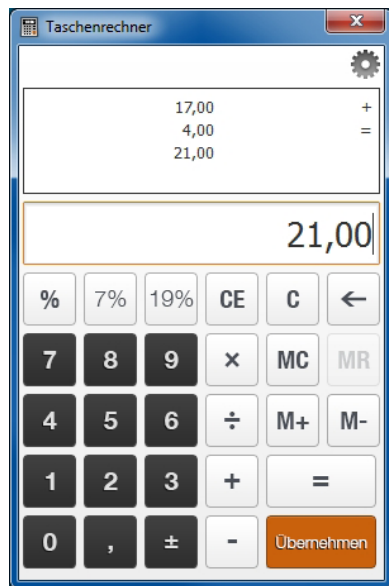 Taschenrechner
17,00 +
4,00 =
21,00
21,00
% 7% 19% CE C ←
7 8 9 × MC MR
4 5 6 ÷ M+ M-
1 2 3 + =
0 , ± - Übernehmen